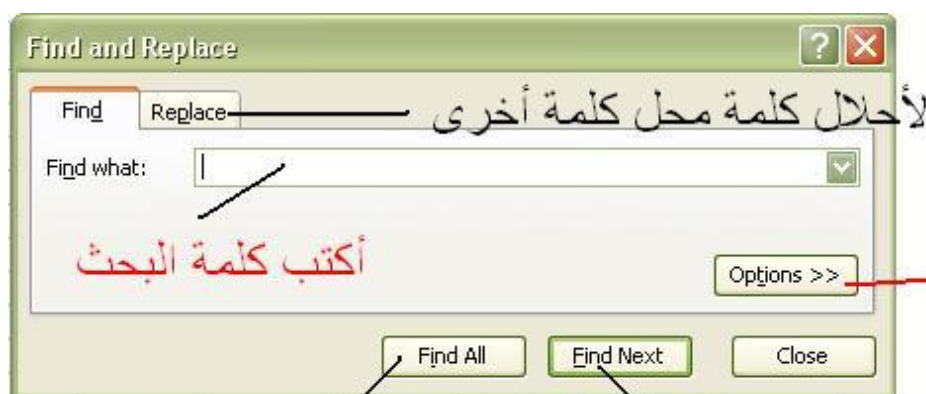 Find and Replace
Find Replace
لأحلال كلمة محل كلمة أخرى
Find what:
أكتب كلمة البحث
Options >>
Find All Find Next Close